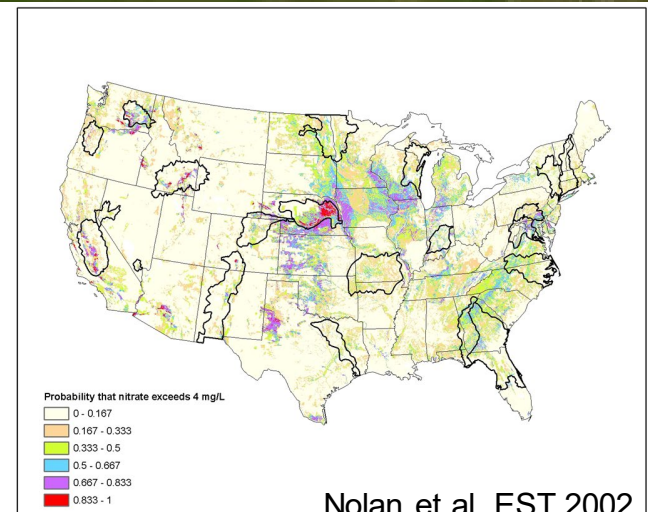 Probability that nitrate exceeds 4 mg/L
0 - 0.167
0.167 - 0.333
0.333 - 0.5
0.5 - 0.667
0.667 - 0.833
0.833 - 1
Nolan et al. EST 2002